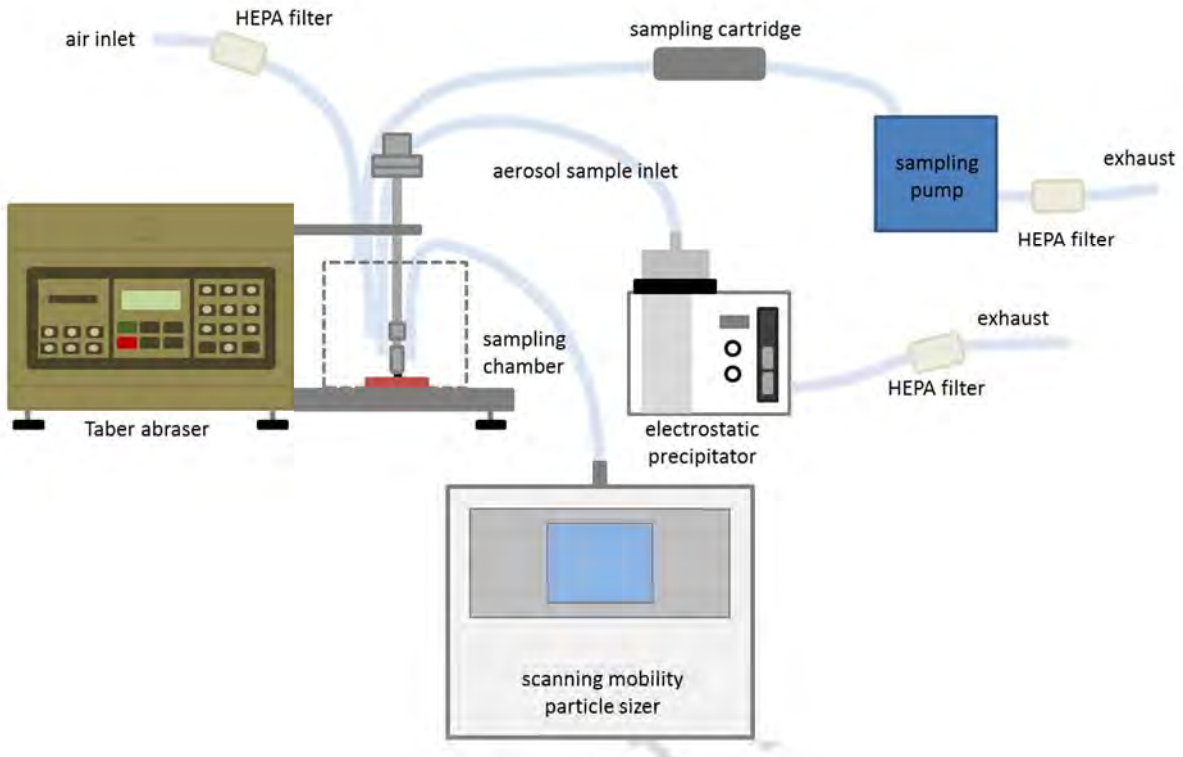 HEPA filter
air inlet
sampling cartridge
aerosol sample inlet
sampling
pump
exhaust
HEPA filter
sampling
chamber
exhaust
HEPA filter
Taber abraser
electrostatic
precipitator
scanning mobility
particle sizer